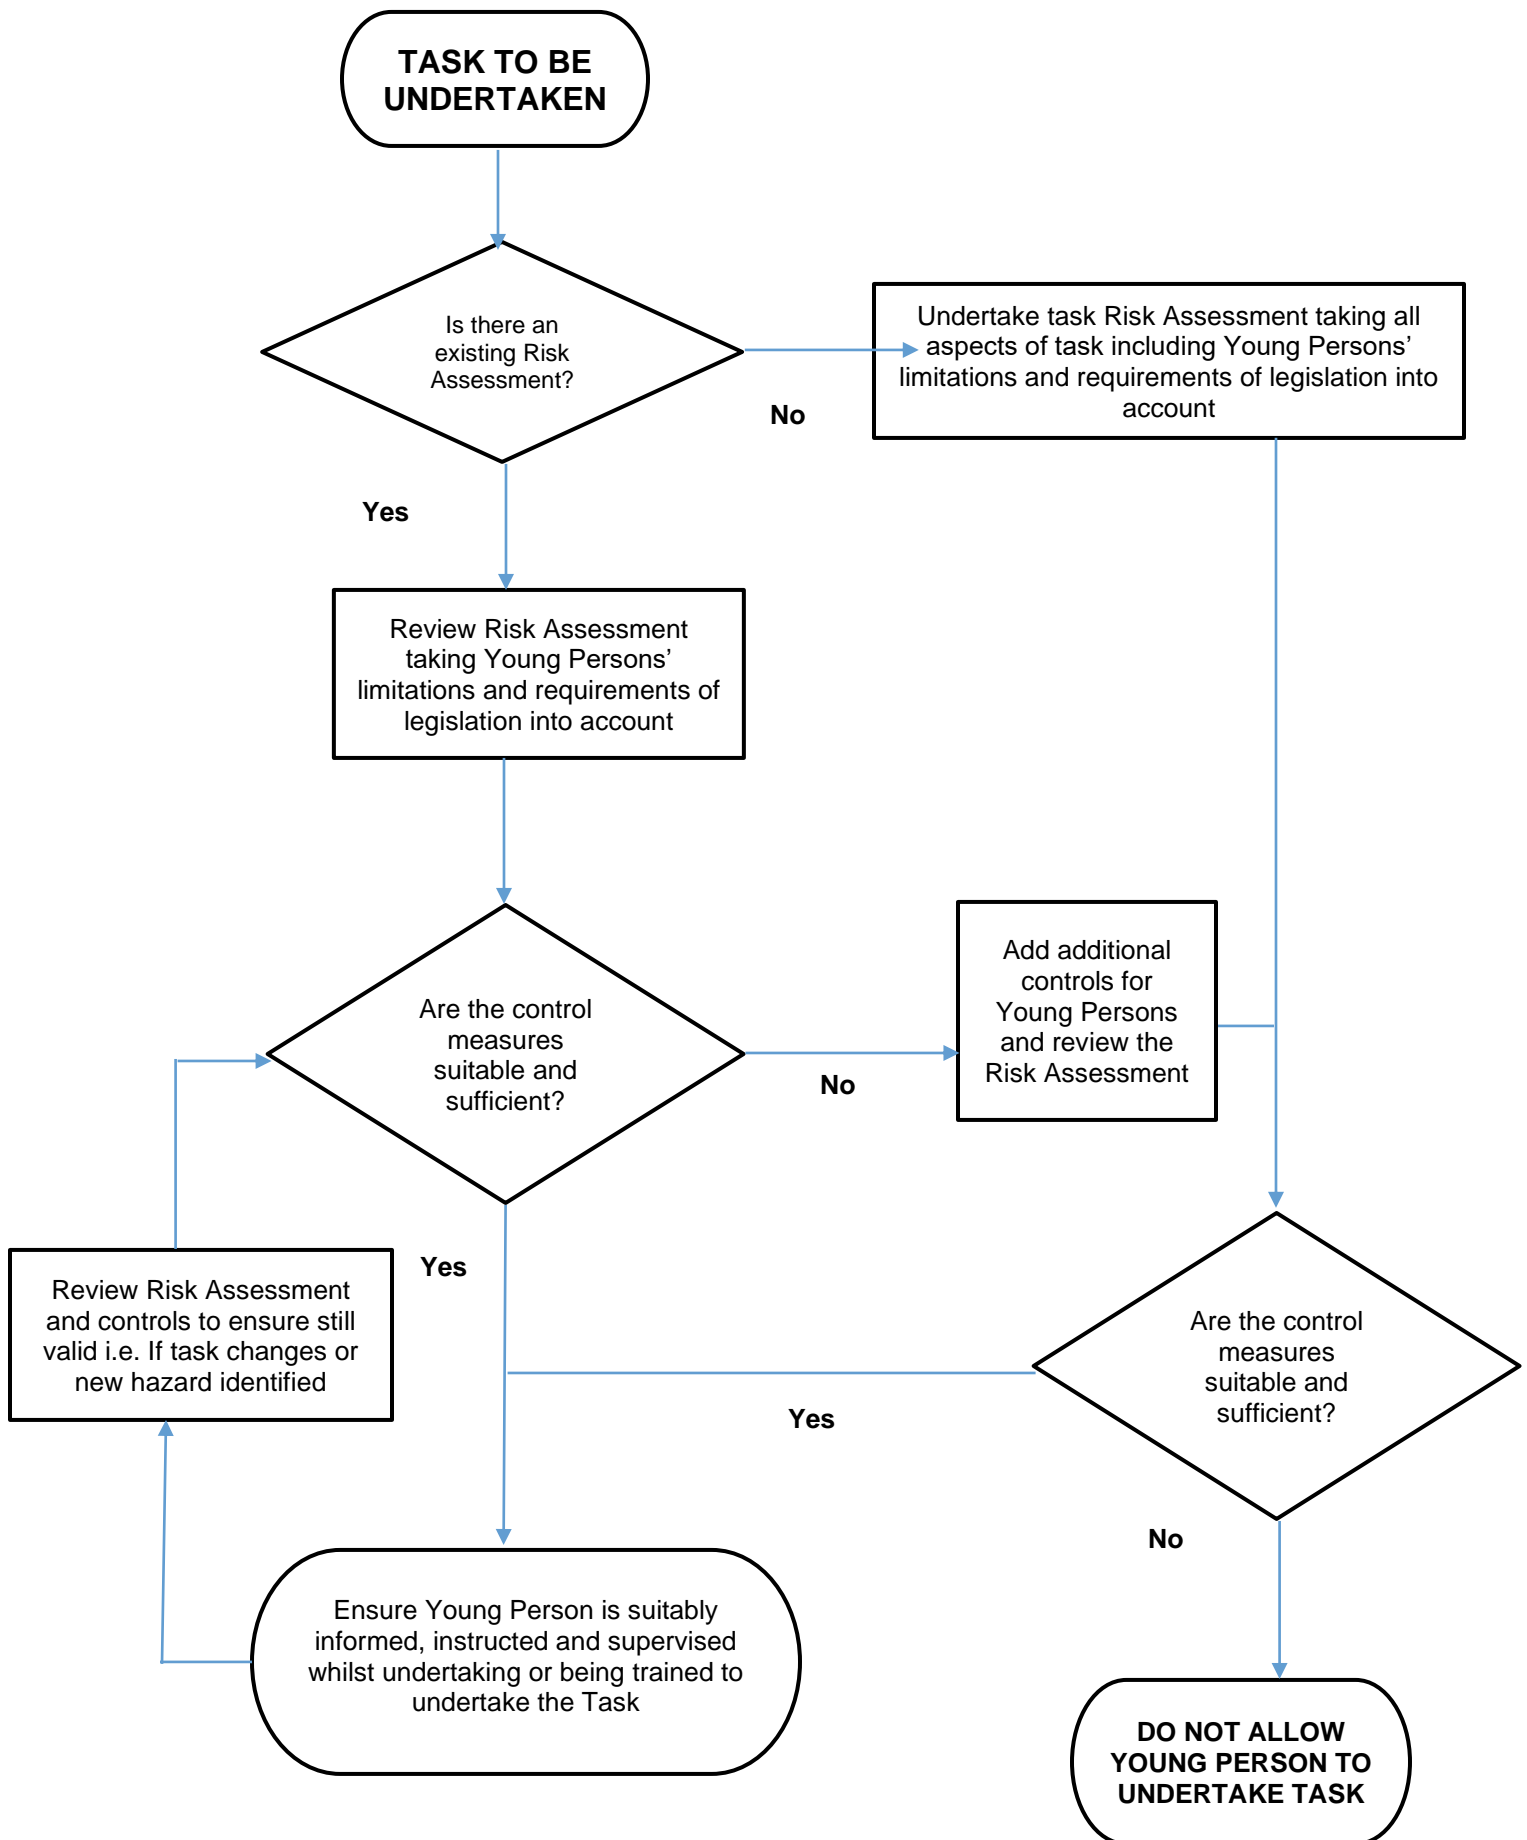 TASK TO BE
UNDERTAKEN
Is there an
existing Risk
Assessment?
No
Undertake task Risk Assessment taking all
aspects of task including Young Persons’
limitations and requirements of legislation into
account
Yes
Review Risk Assessment
taking Young Persons’
limitations and requirements of
legislation into account
Are the control
measures
suitable and
sufficient?
No
Add additional
controls for
Young Persons
and review the
Risk Assessment
Yes
Review Risk Assessment
and controls to ensure still
valid i.e. If task changes or
new hazard identified
Are the control
measures
suitable and
sufficient?
Yes
No
Ensure Young Person is suitably
informed, instructed and supervised
whilst undertaking or being trained to
undertake the Task
DO NOT ALLOW
YOUNG PERSON TO
UNDERTAKE TASK